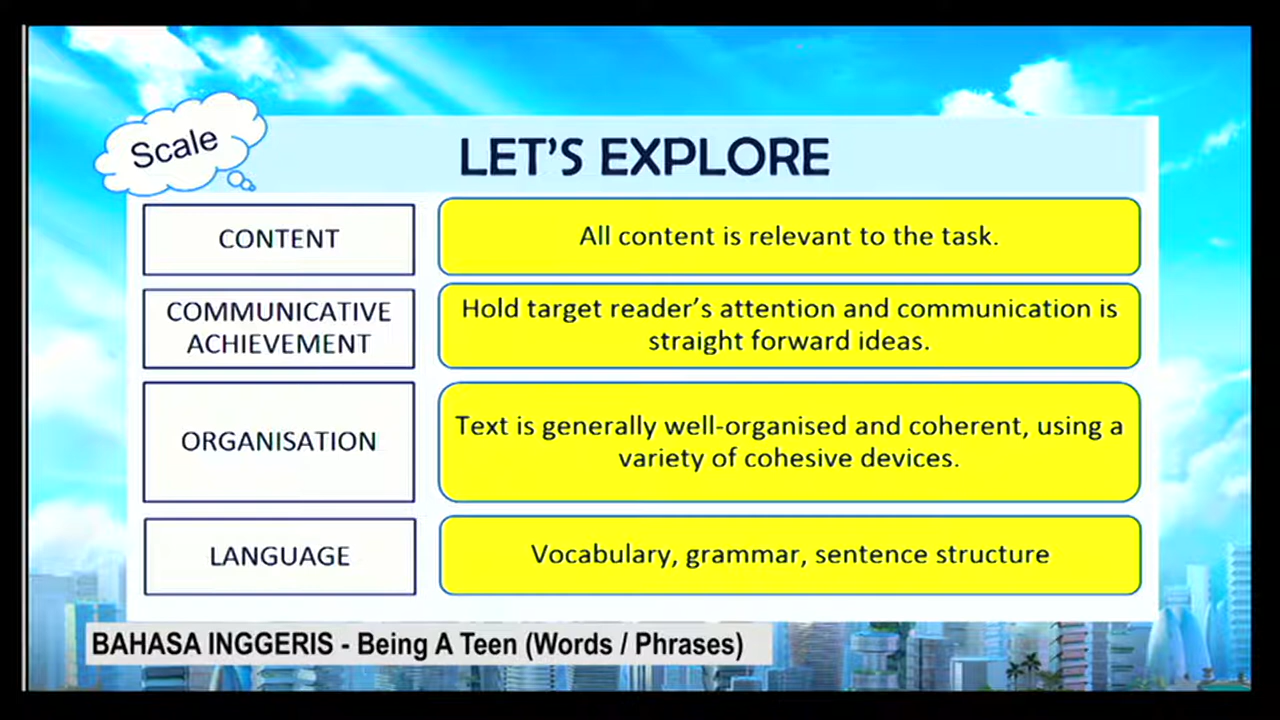 Scale
LET'S EXPLORE
CONTENT
All content is relevant to the task.
COMMUNICATIVE
ACHIEVEMENT
Hold target reader's attention and communication is
straight forward ideas.
ORGANISATION
Text is generally well-organised and coherent, using a
variety of cohesive devices.
LANGUAGE
Vocabulary, grammar, sentence structure
BAHASA INGGERIS - Being A Teen (Words / Phrases)